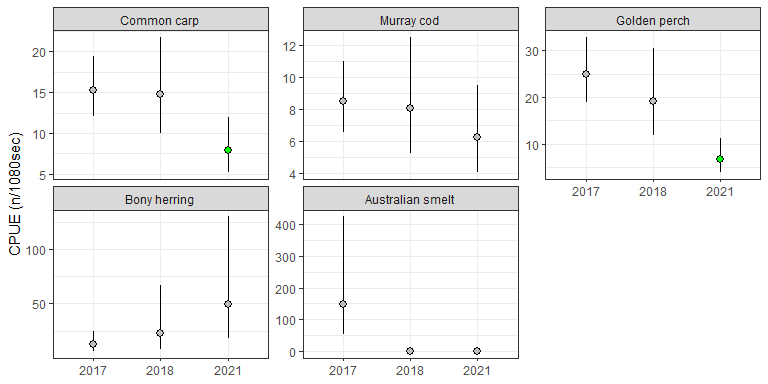 Common carp
Murray cod
Golden perch
20
15
10
5
12
10
8
6
4
30
20
10
2017 2018 2021
CPUE (n/1080sec)
Bony herring
Australian smelt
100
50
400
300
200
100
0
2017 2018 2021
2017 2018 2021